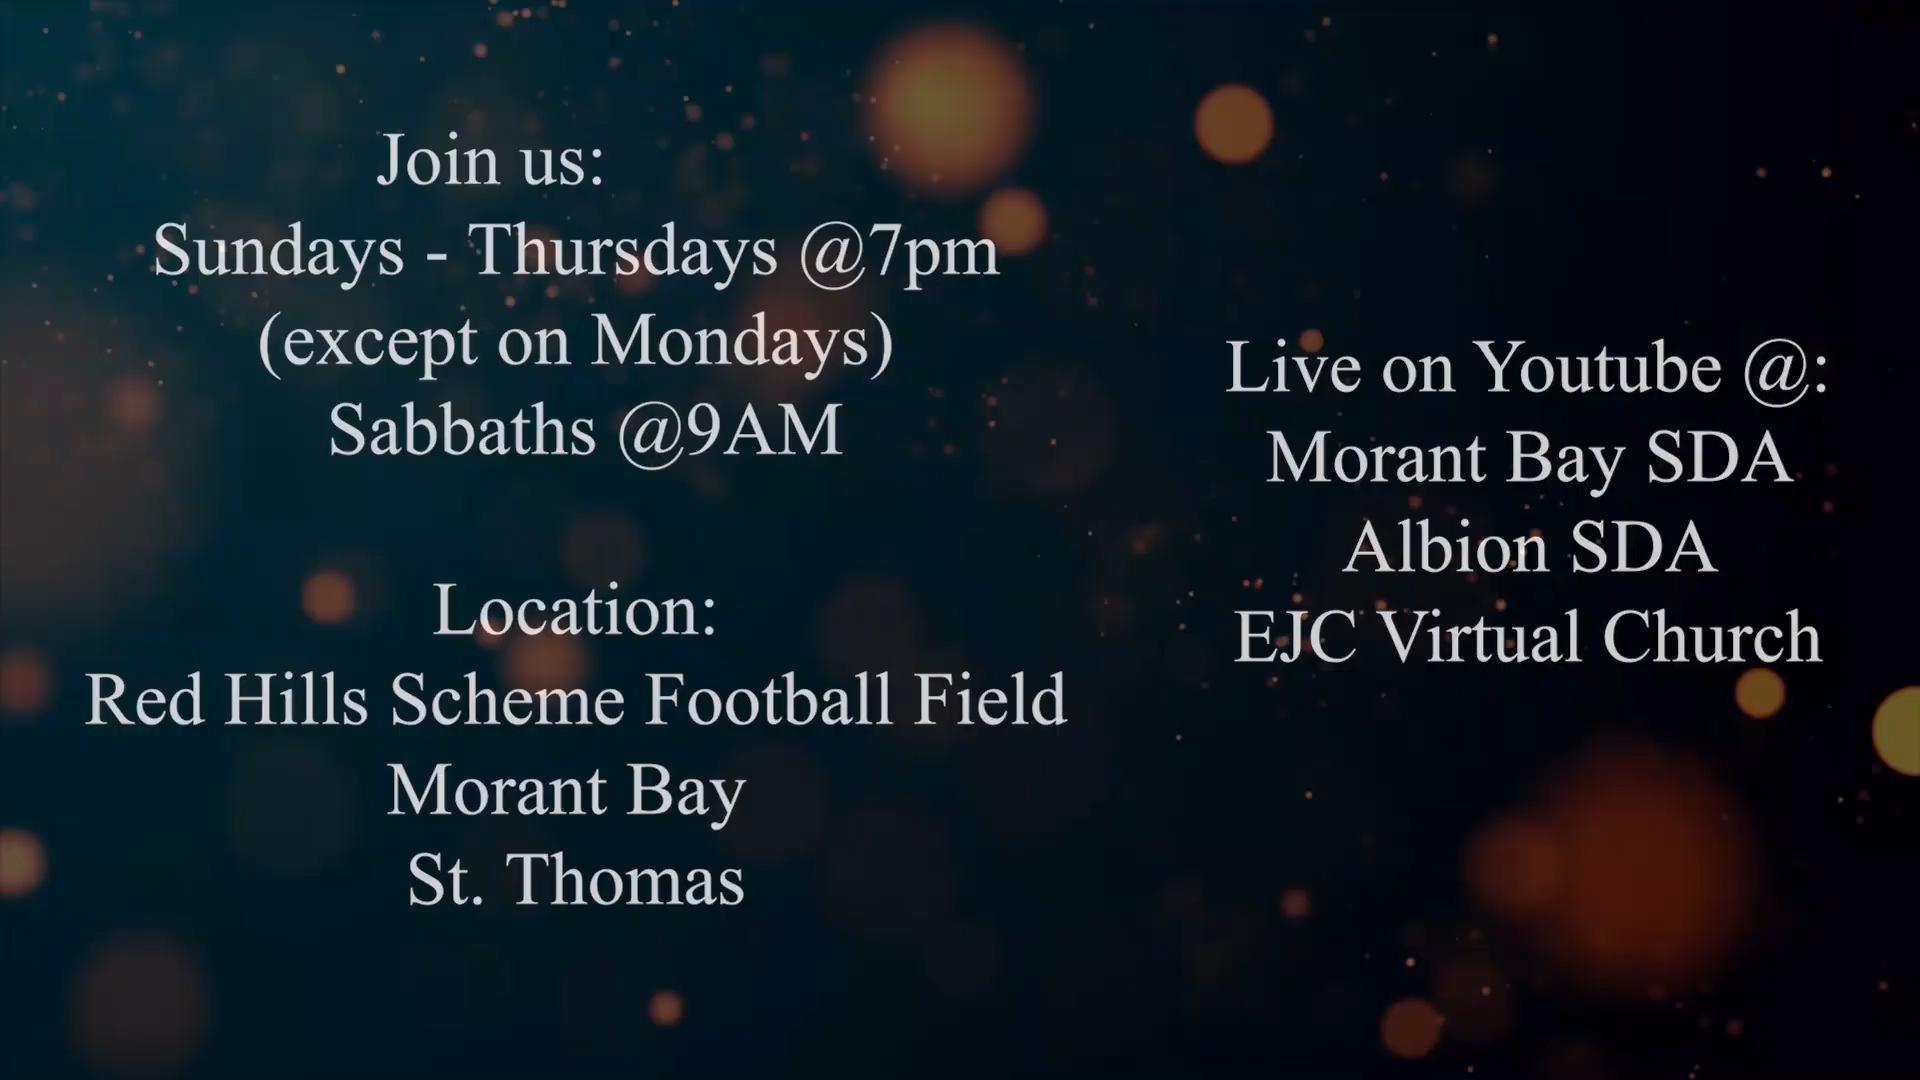 Join us:
Sundays - Thursdays @7pm
(except on Mondays)
Sabbaths @9AM
Location:
Red Hills Scheme Football Field
Morant Bay
St. Thomas
Live on Youtube @:
Morant Bay SDA
Albion SDA
EJC Virtual Church